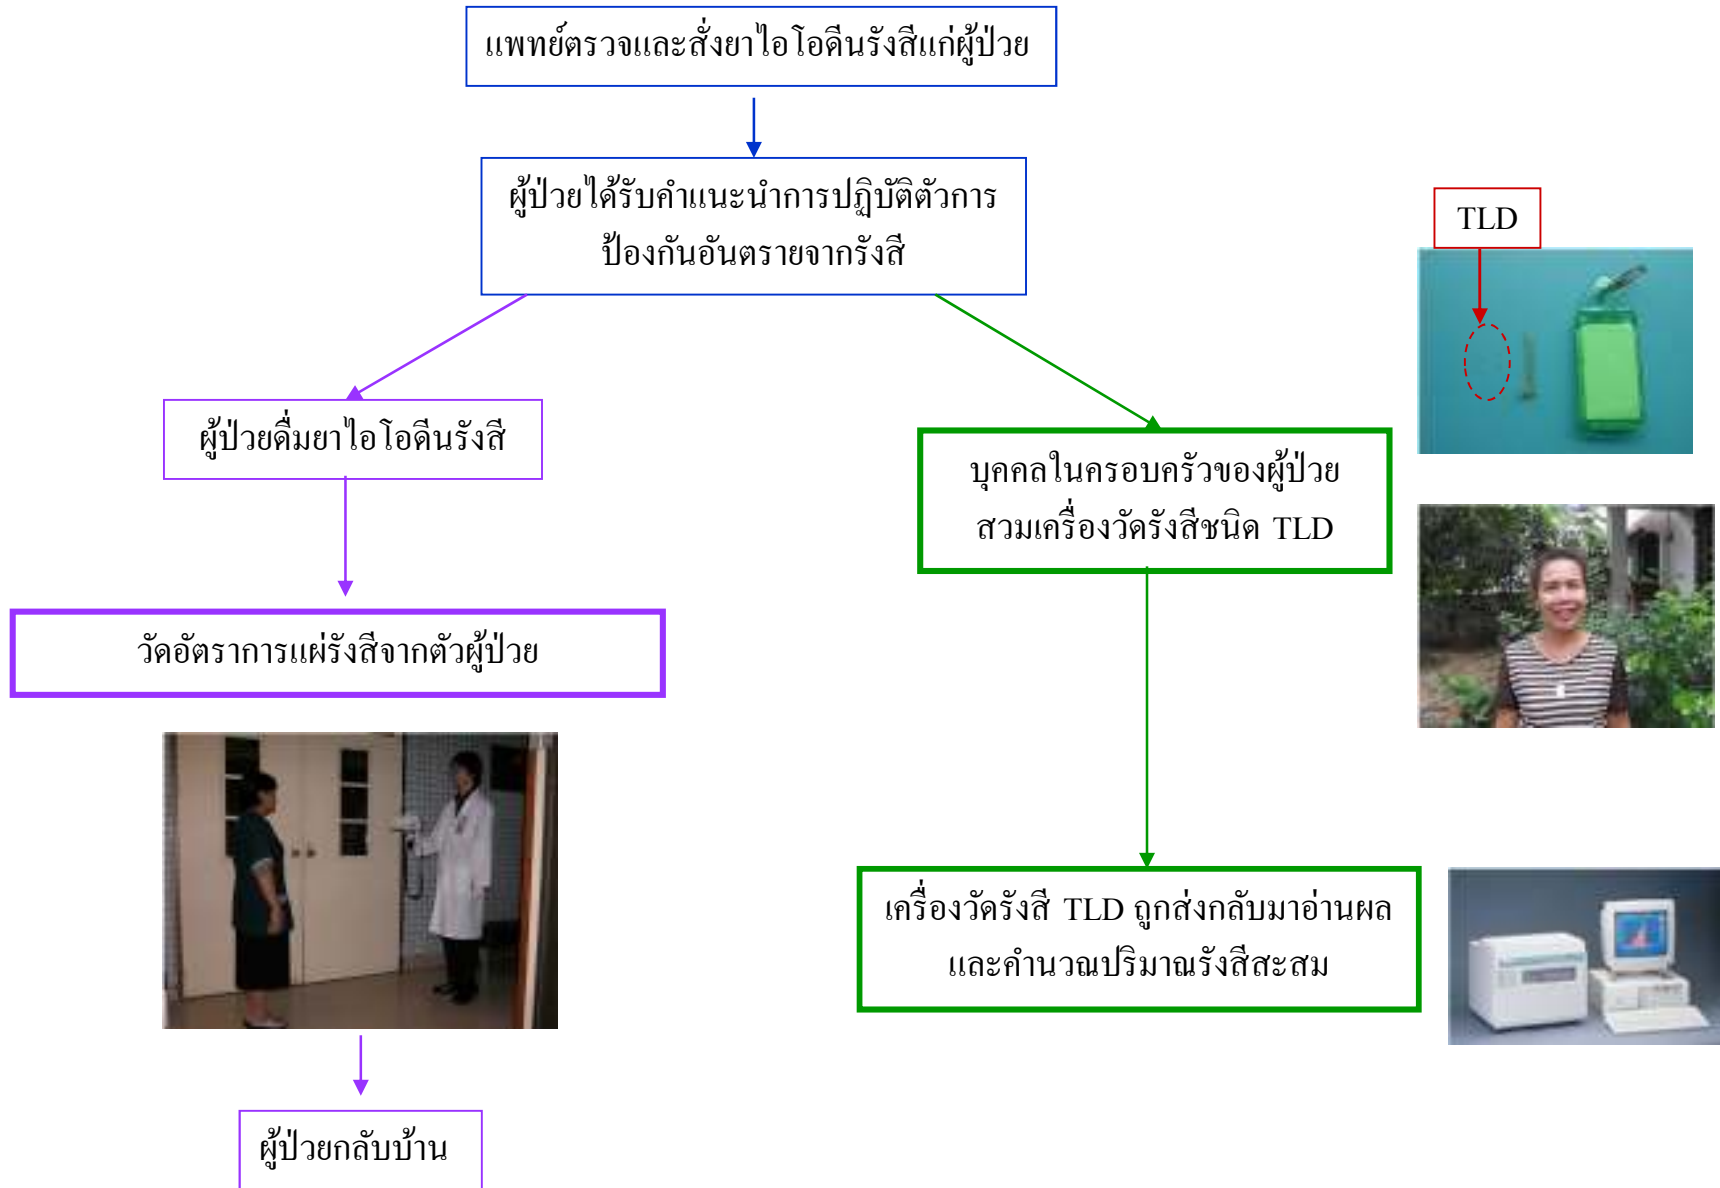 แพทย์ตรวจและสั่งยาไอโอดีนรังสีแก่ผู้ป่วย
ผู้ป่วยได้รับคำแนะนำการปฏิบัติตัวการ
ป้องกันอันตรายจากรังสี
TLD
ผู้ป่วยดื่มยาไอโอดีนรังสี
บุคคลในครอบครัวของผู้ป่วย
สวมเครื่องวัดรังสีชนิด TLD
วัดอัตราการแผ่รังสีจากตัวผู้ป่วย
เครื่องวัดรังสี TLD ถูกส่งกลับมาอ่านผล
และคำนวณปริมาณรังสีสะสม
ผู้ป่วยกลับบ้าน